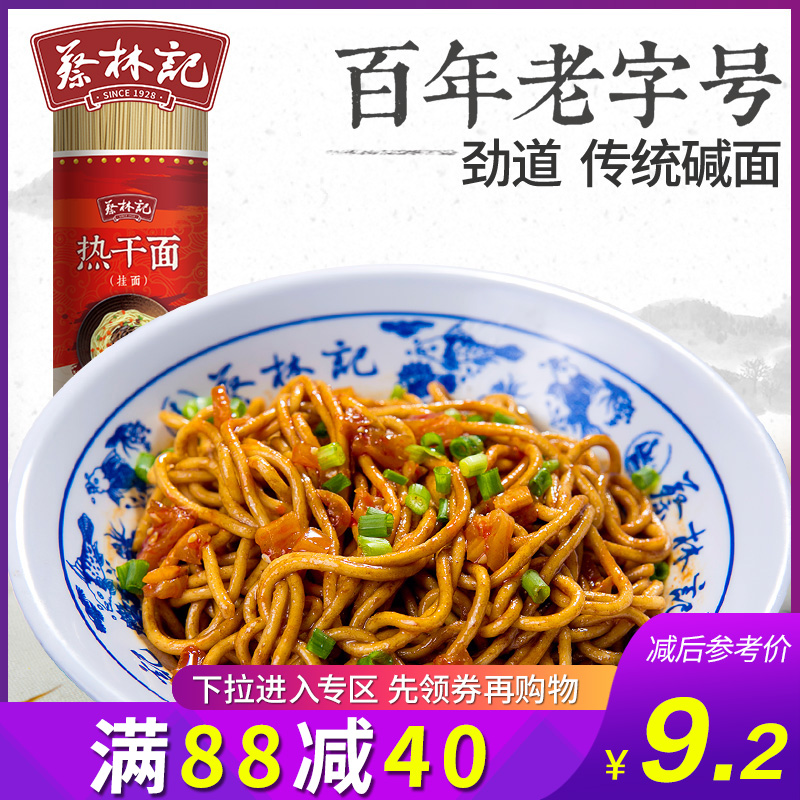 蔡林記
SINCE 1928
百年老字号
劲道 传统碱面
蔡林記
热干面
(挂面)
蔡林記
蔡林記
减后参考价
下拉进入专区 先领券再购物
满88减40
¥9.2